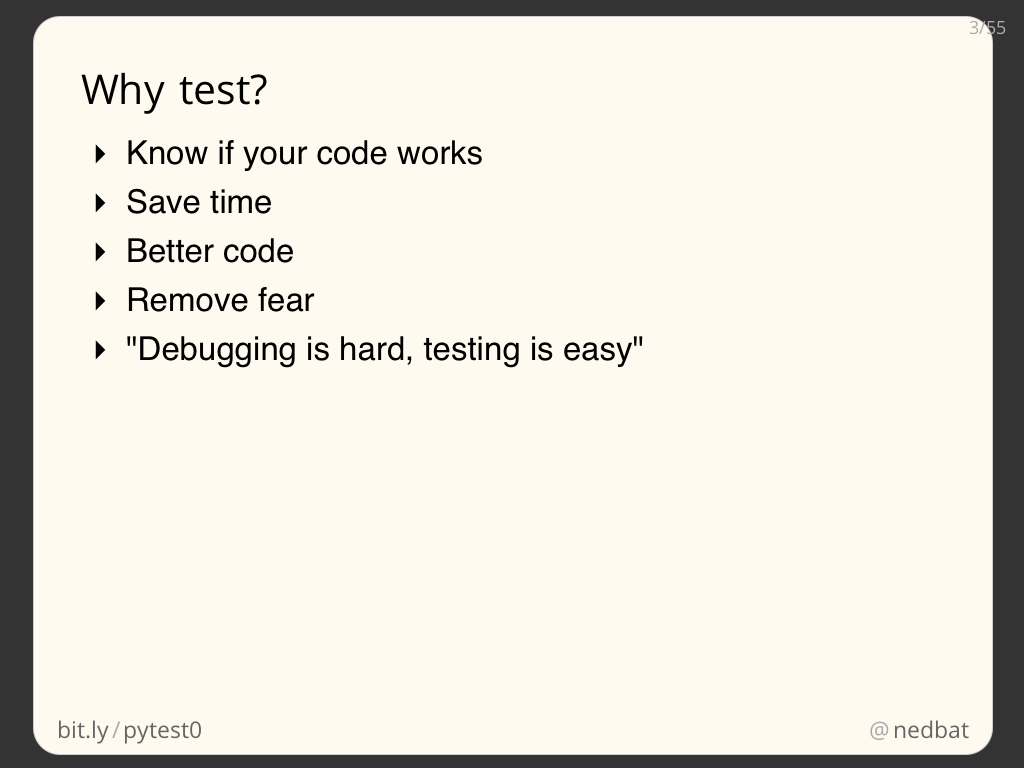 3/55
Why test?
Know if your code works
Save time
Better code
Remove fear
"Debugging is hard, testing is easy"
bit.ly/pytest0
@nedbat